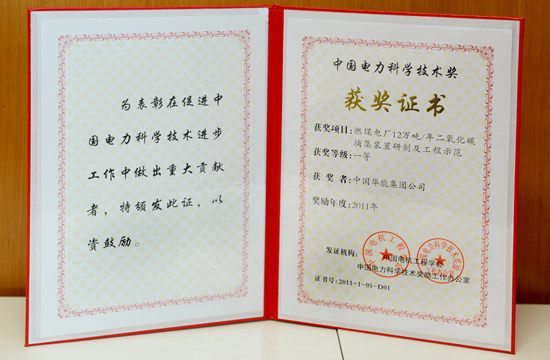 为表彰在促进中
国电力科学技术进步
工作中做出重大贡献
者，特颁发此证，以
资鼓励。
中国电力科学技术奖
获奖证书
获奖项目：燃煤电厂12万吨/年二氧化碳
捕集装置研制及工程示范
获奖等级：一等
获奖者：中国华能集团公司
奖励年度：2011年
发证机构：中国电机工程学会
中国电力科学技术奖励工作办公室
证书号：2011-1-05-D01